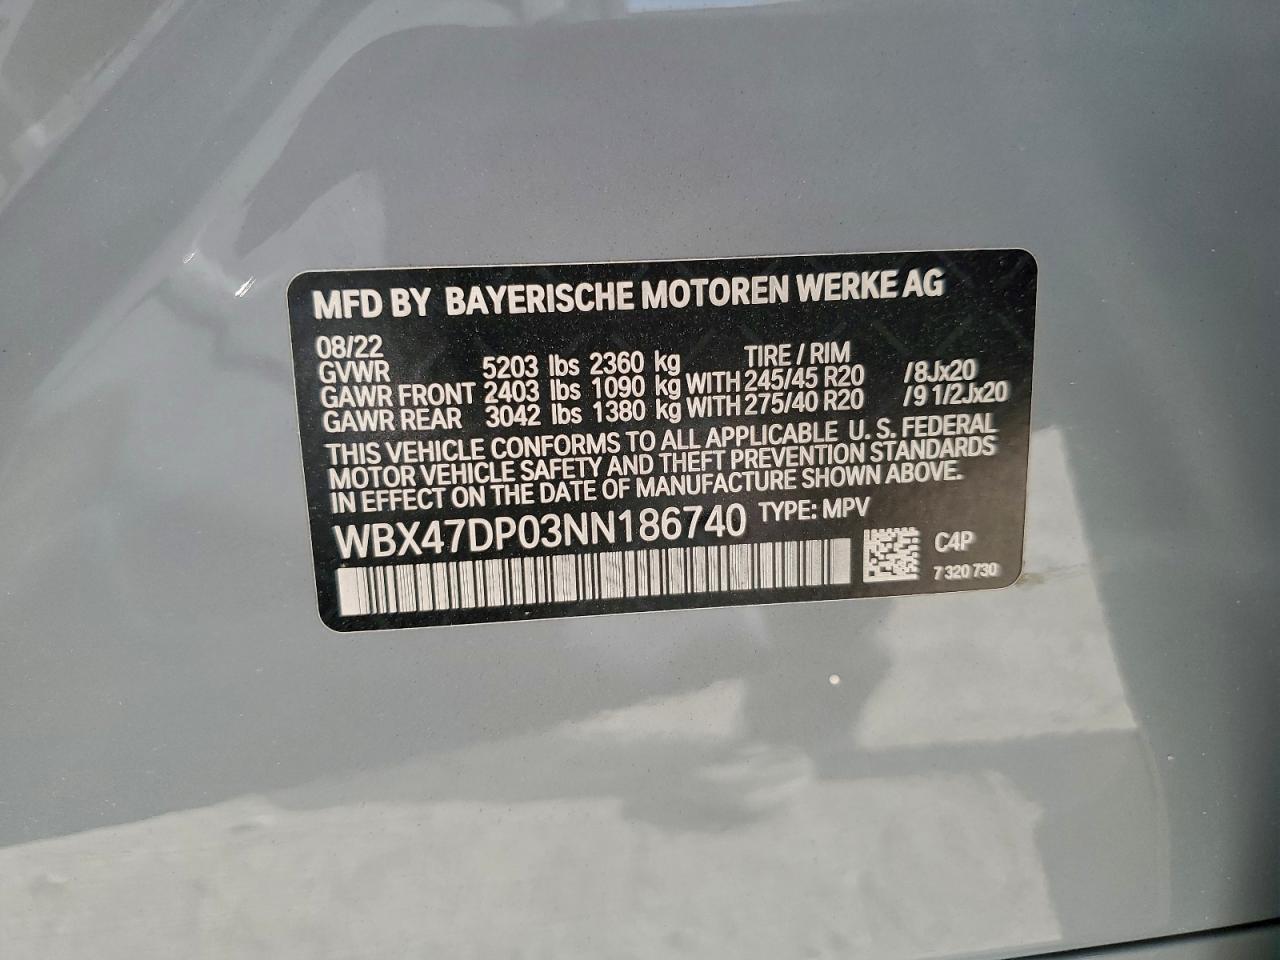 MFD BY BAYERISCHE MOTOREN WERKE AG
08/22 TIRE / RIM
GVWR 5203 lbs 2360 kg
GAWR FRONT 2403 lbs 1090 kg WITH 245/45 R20 /8Jx20
GAWR REAR 3042 lbs 1380 kg WITH 275/40 R20 /9 1/2Jx20
THIS VEHICLE CONFORMS TO ALL APPLICABLE U. S. FEDERAL
MOTOR VEHICLE SAFETY AND THEFT PREVENTION STANDARDS
IN EFFECT ON THE DATE OF MANUFACTURE SHOWN ABOVE.
WBX47DP03NN186740 TYPE: MPV
C4P
7 320 730